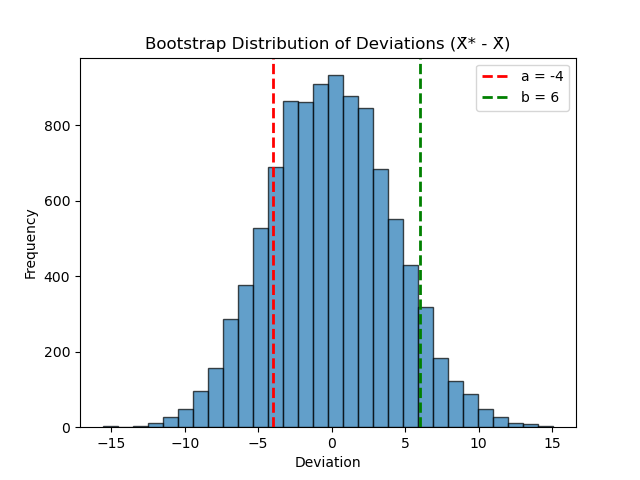 Bootstrap Distribution of Deviations (X̄* - X̄)
a = -4
b = 6
Frequency
800
600
400
200
0
−15
−10
−5
0
5
10
15
Deviation